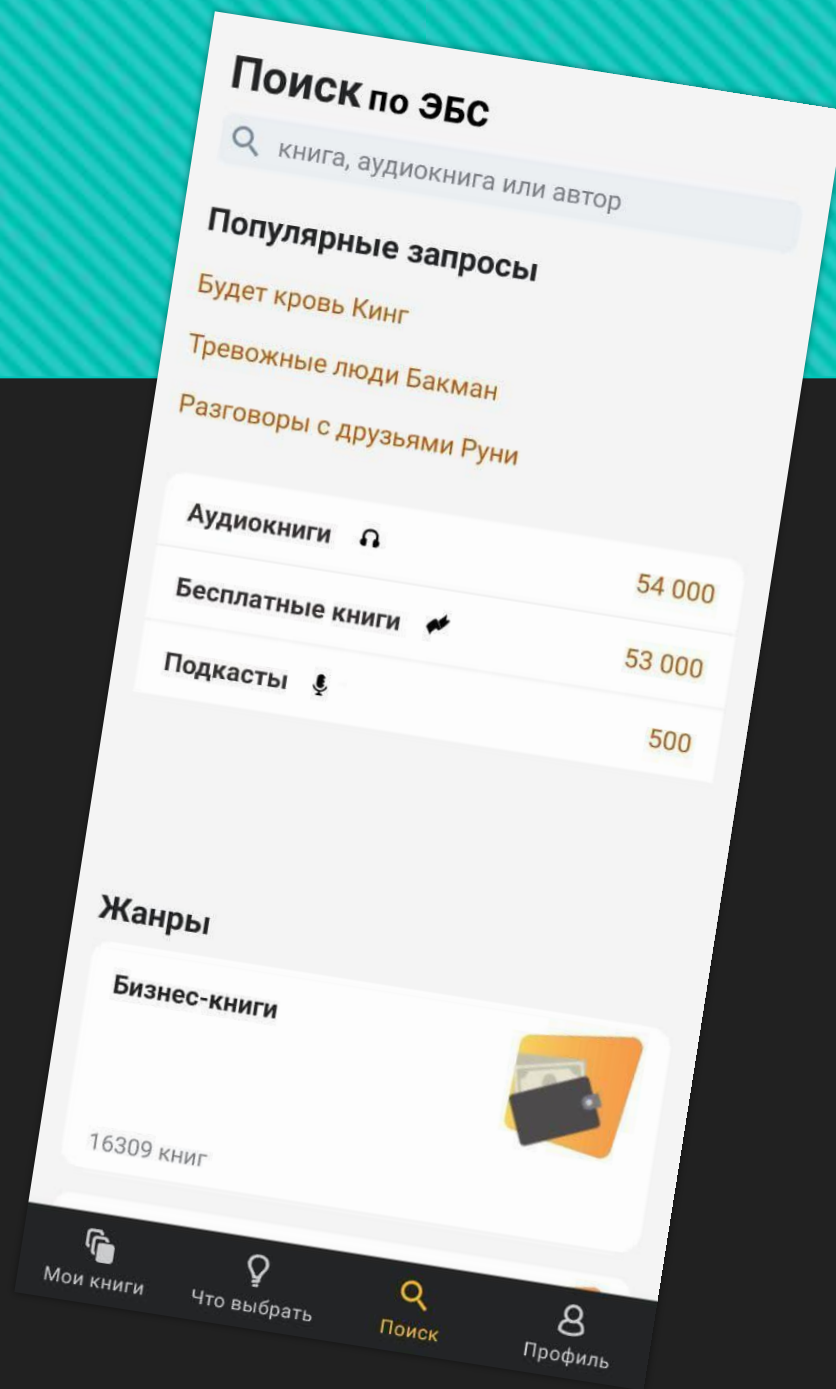 Поиск по ЭБС
книга, аудиокнига или автор
Популярные запросы
Будет кровь Кинг
Тревожные люди Бакман
Разговоры с друзьями Руни
Аудиокниги 54 000
Бесплатные книги 53 000
Подкасты 500
Жанры
Бизнес-книги
16309 книг
Мои книги Что выбрать Поиск Профиль